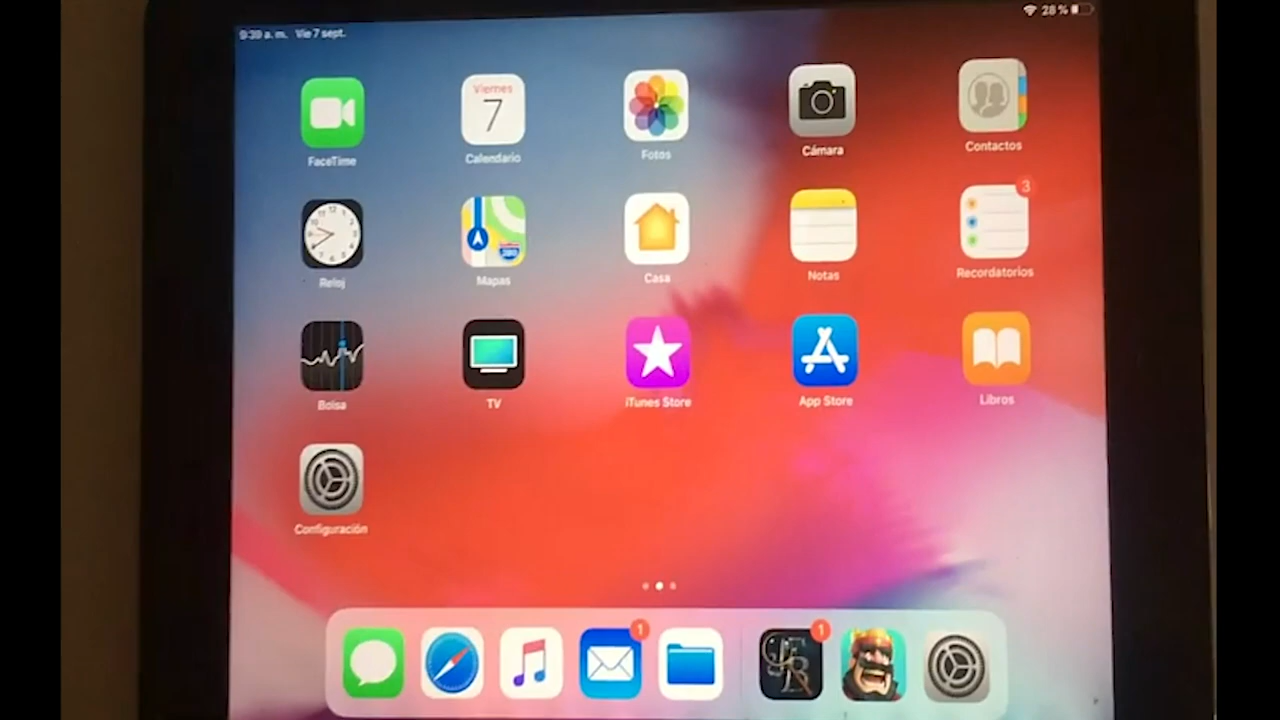 9:39 a. m. Vie 7 sept.
28 %
FaceTime
Viernes
7
Calendario
Fotos
Cámara
Contactos
Reloj
Mapas
Casa
Notas
3
Recordatorios
Bolsa
TV
iTunes Store
App Store
Libros
Configuración
1
1